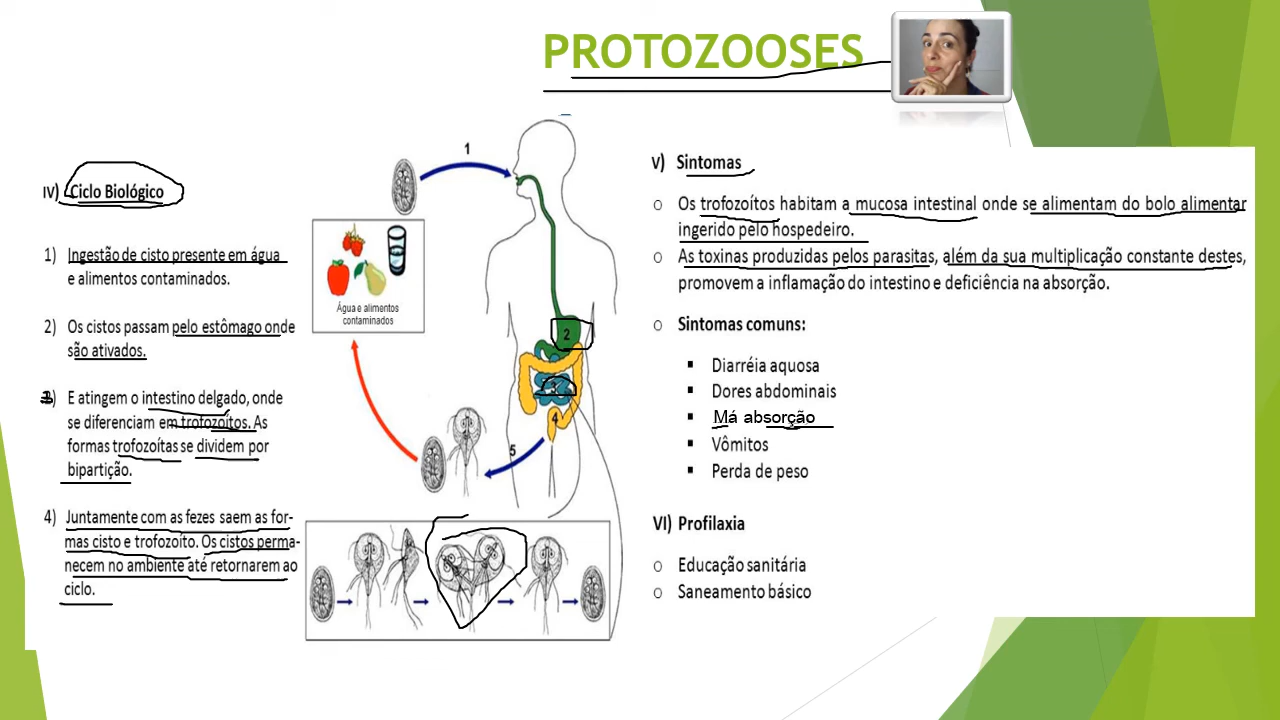 PROTOZOOSES
IV) Ciclo Biológico
1) Ingestão de cisto presente em água
e alimentos contaminados.
2) Os cistos passam pelo estômago onde
são ativados.
3) E atingem o intestino delgado, onde
se diferenciam em trofozoítos. As
formas trofozoítas se dividem por
bipartição.
4) Juntamente com as fezes saem as for-
mas cisto e trofozoíto. Os cistos perma-
necem no ambiente até retornarem ao
ciclo.
1
Água e alimentos
contaminados
2
3
4
5
V) Sintomas
o Os trofozoítos habitam a mucosa intestinal onde se alimentam do bolo alimentar
ingerido pelo hospedeiro.
o As toxinas produzidas pelos parasitas, além da sua multiplicação constante destes,
promovem a inflamação do intestino e deficiência na absorção.
o Sintomas comuns:
▪ Diarréia aquosa
▪ Dores abdominais
▪ Má absorção
▪ Vômitos
▪ Perda de peso
VI) Profilaxia
o Educação sanitária
o Saneamento básico